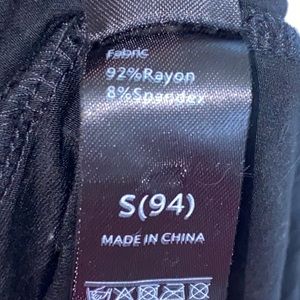 Fabric
92%Rayon
8%Spandex
S(94)
MADE IN CHINA